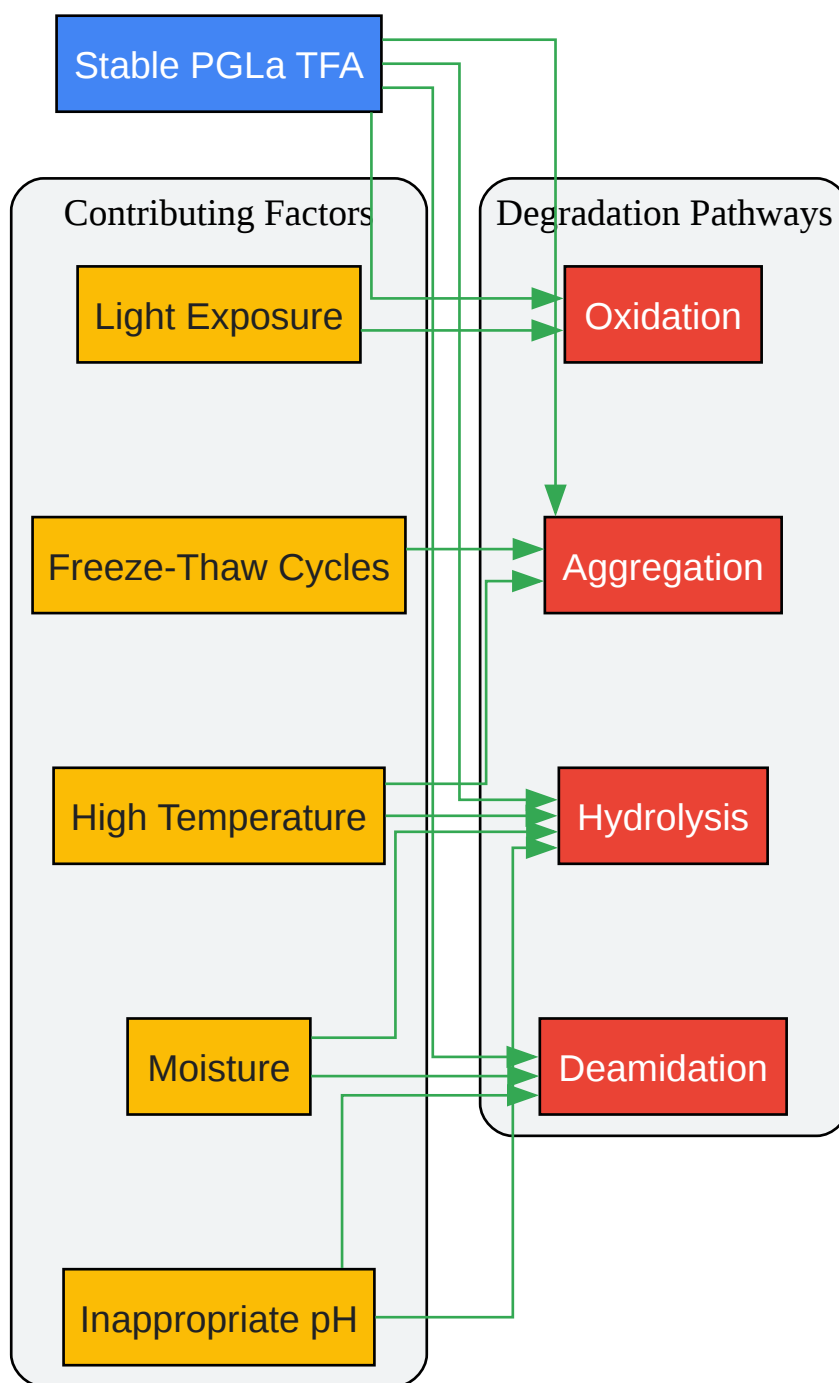 Stable PGLa TFA
Contributing Factors
Degradation Pathways
Light Exposure
Oxidation
Freeze-Thaw Cycles
Aggregation
High Temperature
Hydrolysis
Moisture
Deamidation
Inappropriate pH